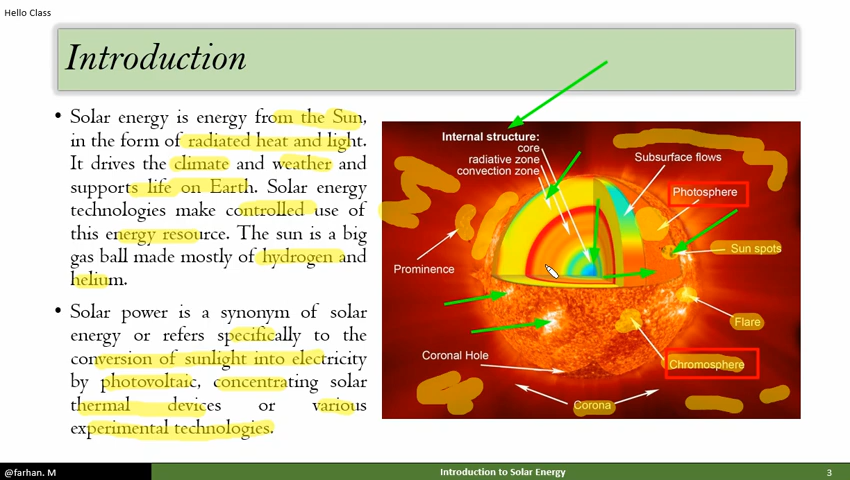 Hello Class
Introduction
• Solar energy is energy from the Sun,
in the form of radiated heat and light.
It drives the climate and weather and
supports life on Earth. Solar energy
technologies make controlled use of
this energy resource. The sun is a big
gas ball made mostly of hydrogen and
helium.
• Solar power is a synonym of solar
energy or refers specifically to the
conversion of sunlight into electricity
by photovoltaic, concentrating solar
thermal devices or various
experimental technologies.
Internal structure:
core
radiative zone
convection zone
Subsurface flows
Photosphere
Sun spots
Prominence
Flare
Coronal Hole
Chromosphere
Corona
@farhan. M
Introduction to Solar Energy
3